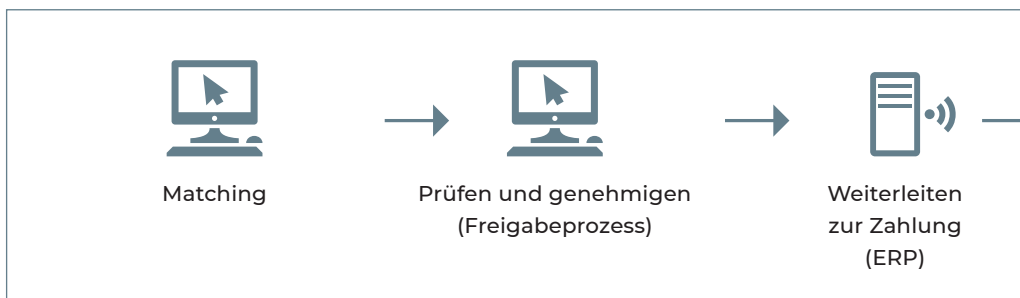 Matching
Prüfen und genehmigen
(Freigabeprozess)
Weiterleiten
zur Zahlung
(ERP)